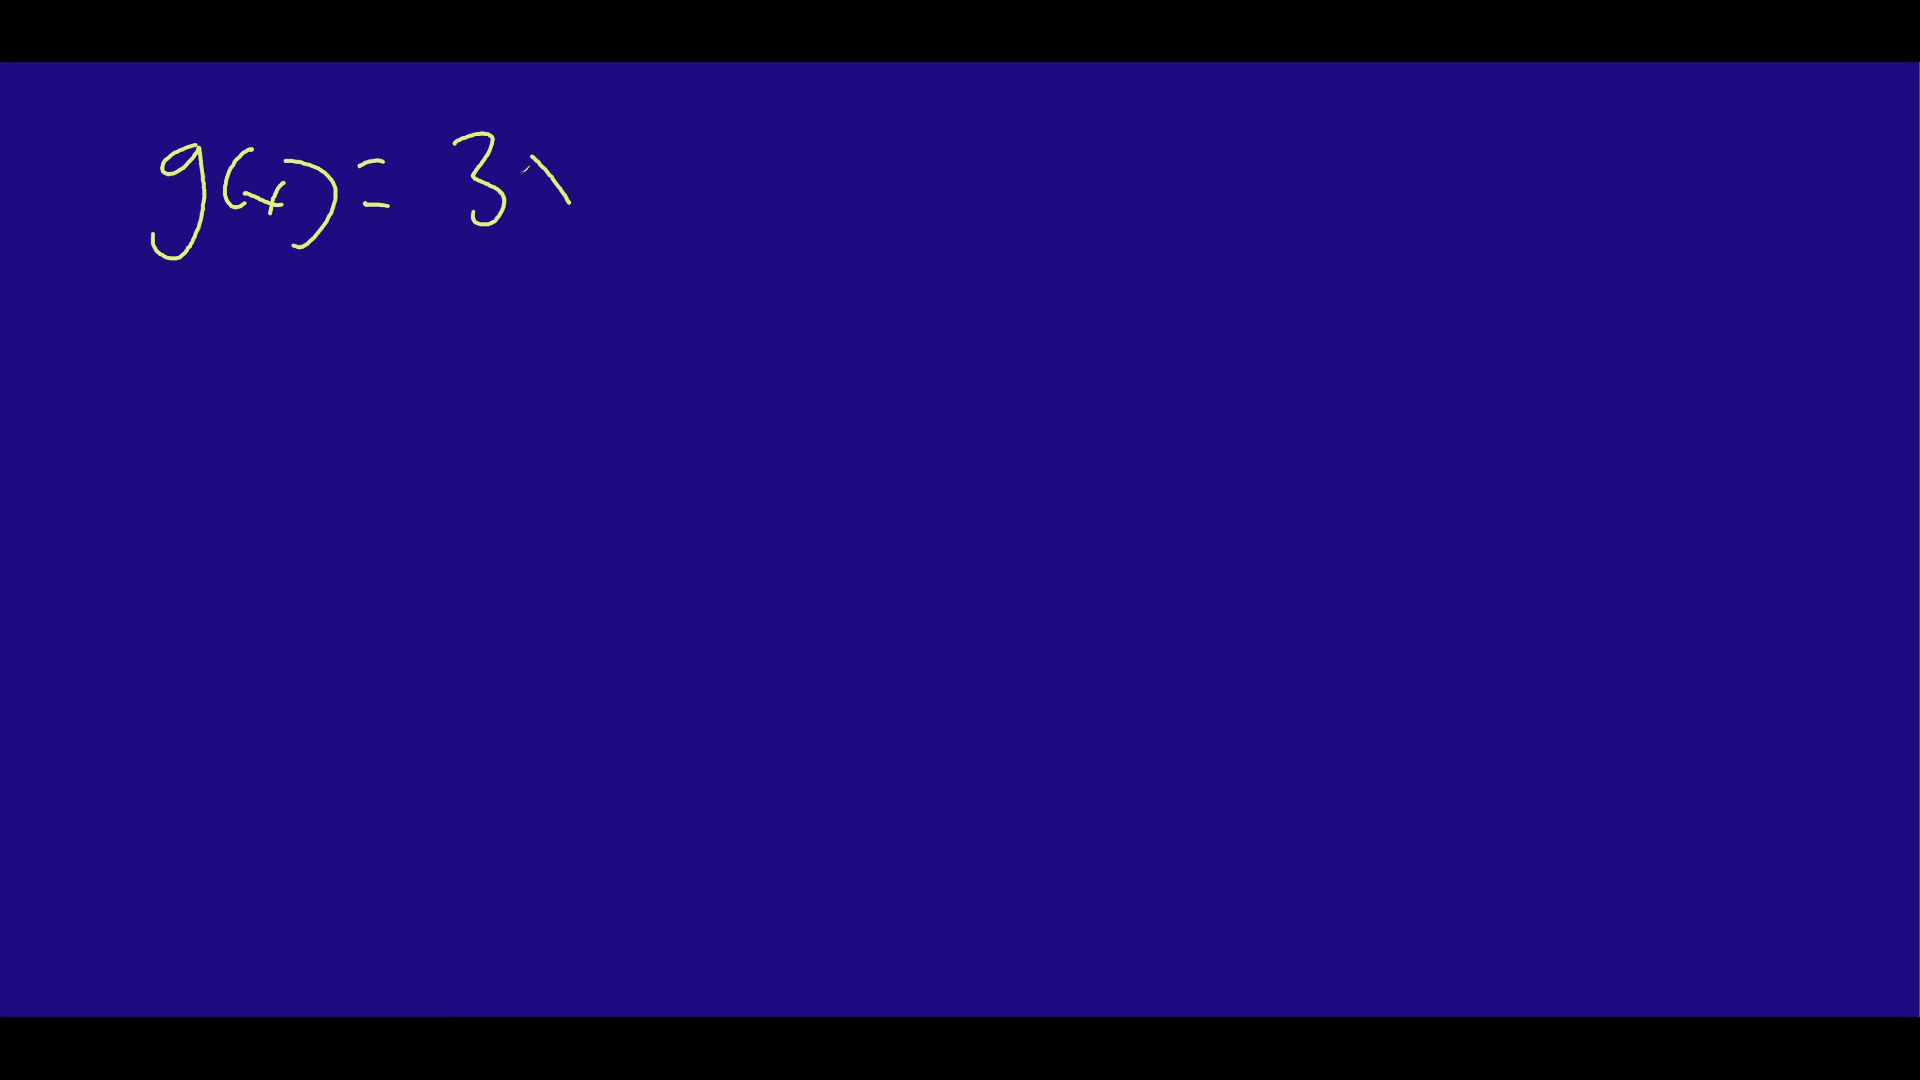 g(x) = 3